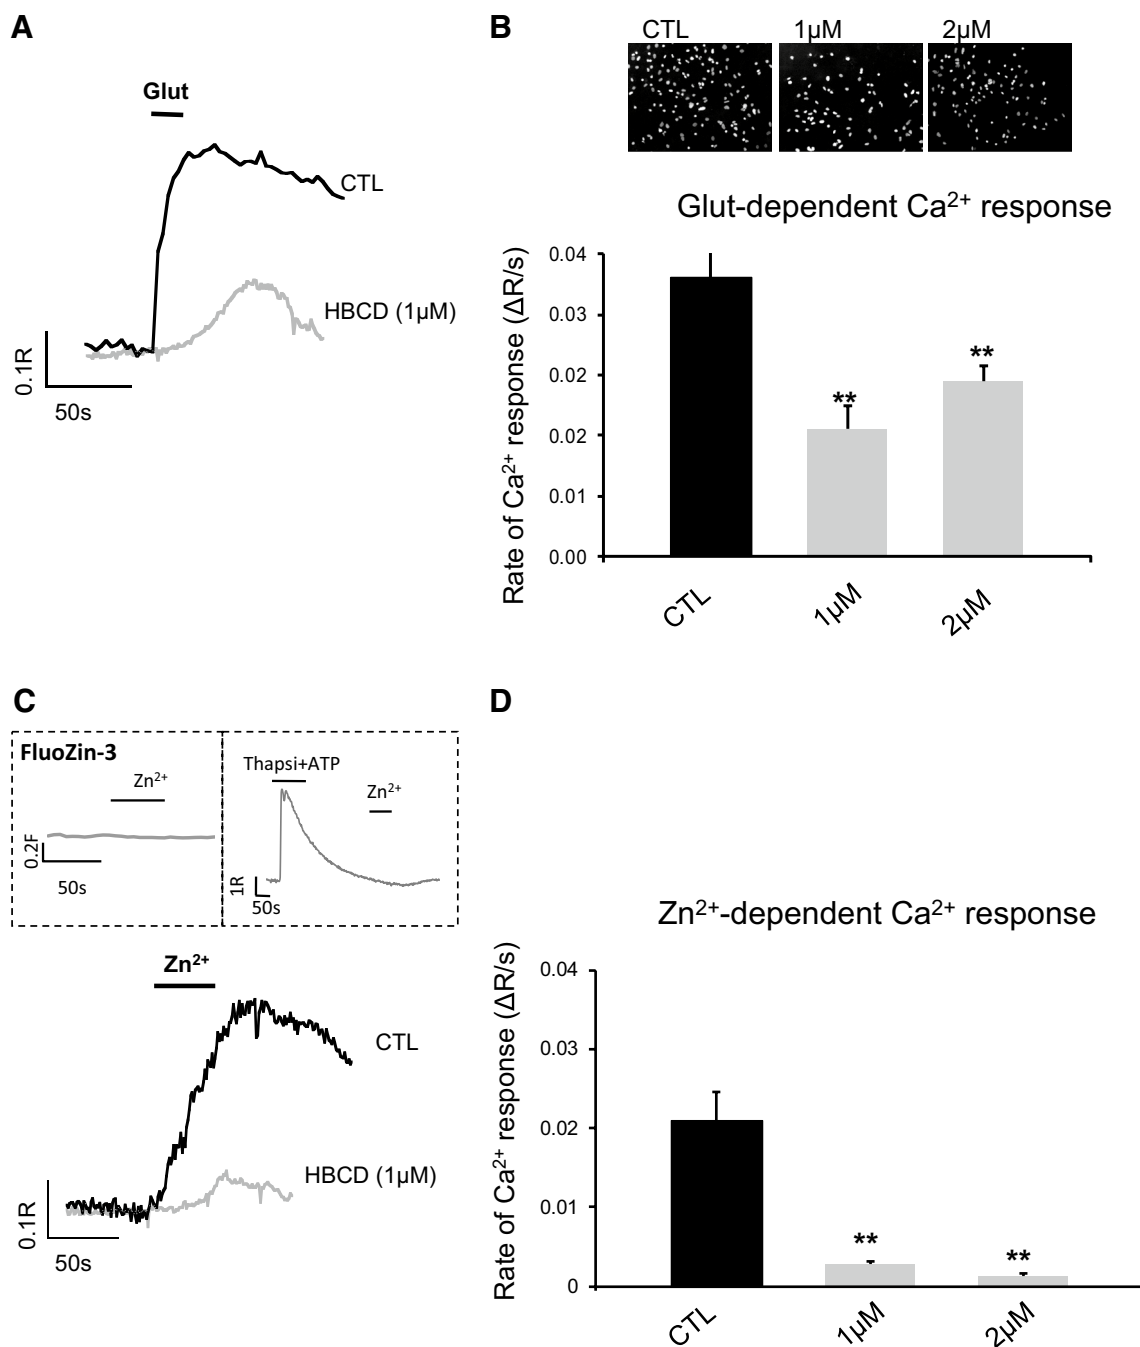 A
Glut
CTL
HBCD (1µM)
0.1R
50s
B
CTL 1µM 2µM
Glut-dependent Ca²⁺ response
Rate of Ca²⁺ response (ΔR/s)
0.04
0.03
0.02
0.02
0.01
0.00
**
**
CTL
1µM
2µM
C
FluoZin-3
Zn²⁺
0.2F
50s
Thapsi+ATP
Zn²⁺
1R
50s
Zn²⁺
CTL
HBCD (1µM)
0.1R
50s
D
Zn²⁺-dependent Ca²⁺ response
Rate of Ca²⁺ response (ΔR/s)
0.04
0.03
0.02
0.01
0
**
**
CTL
1µM
2µM